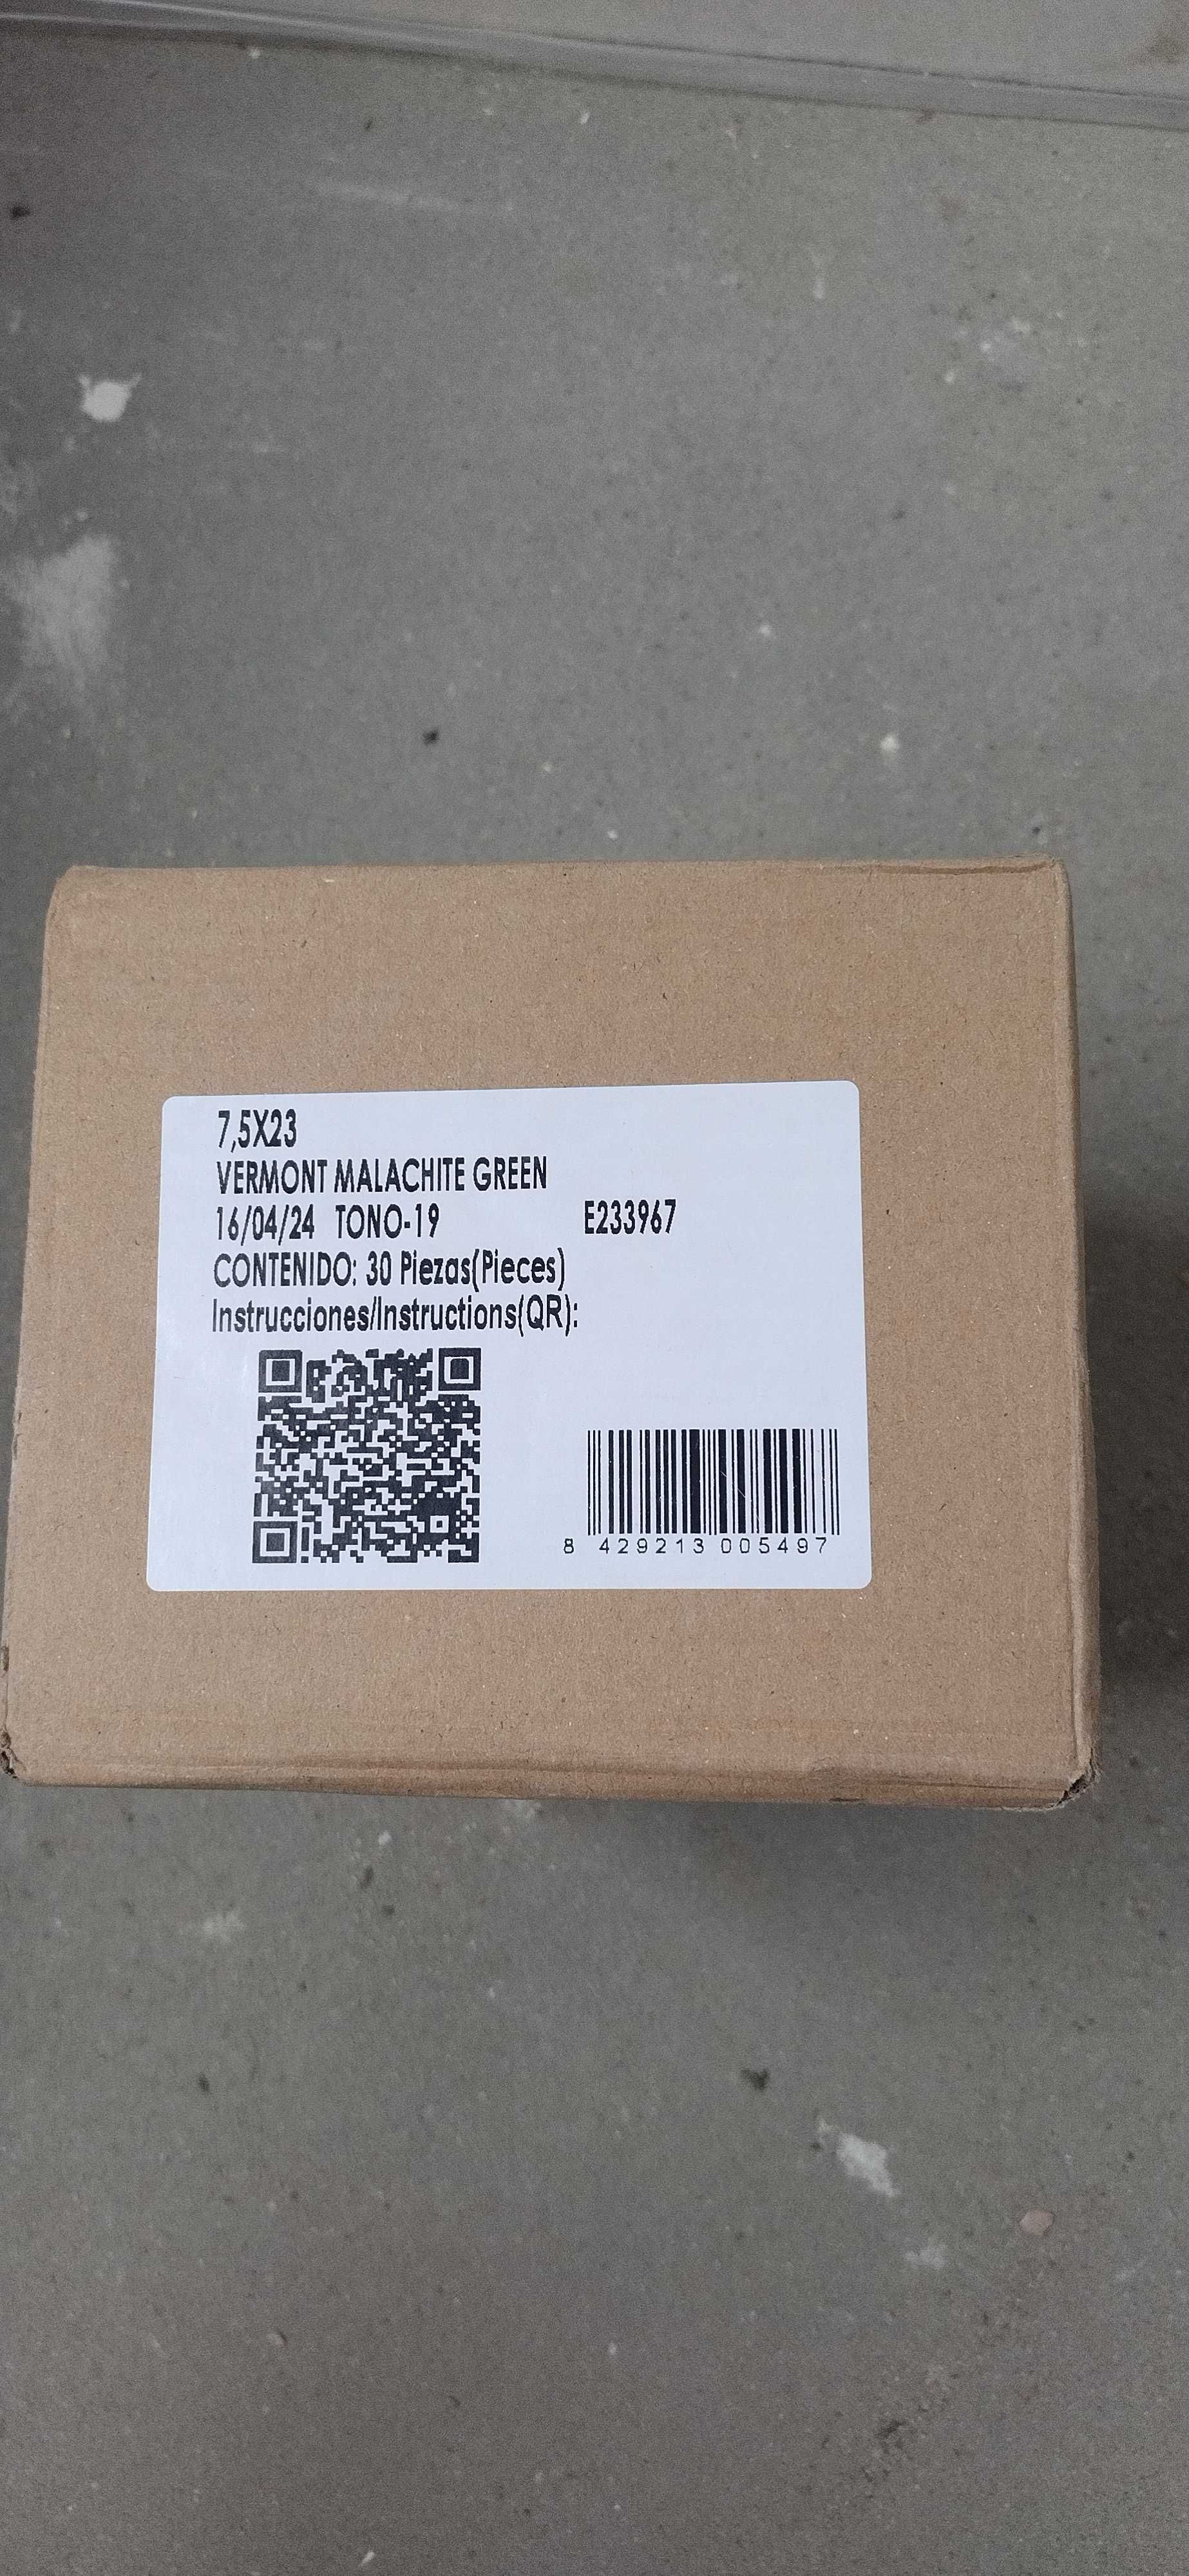 7,5X23
VERMONT MALACHITE GREEN
16/04/24 TONO-19 E233967
CONTENIDO: 30 Piezas(Pieces)
Instrucciones/Instructions(QR):
8 429213 005497